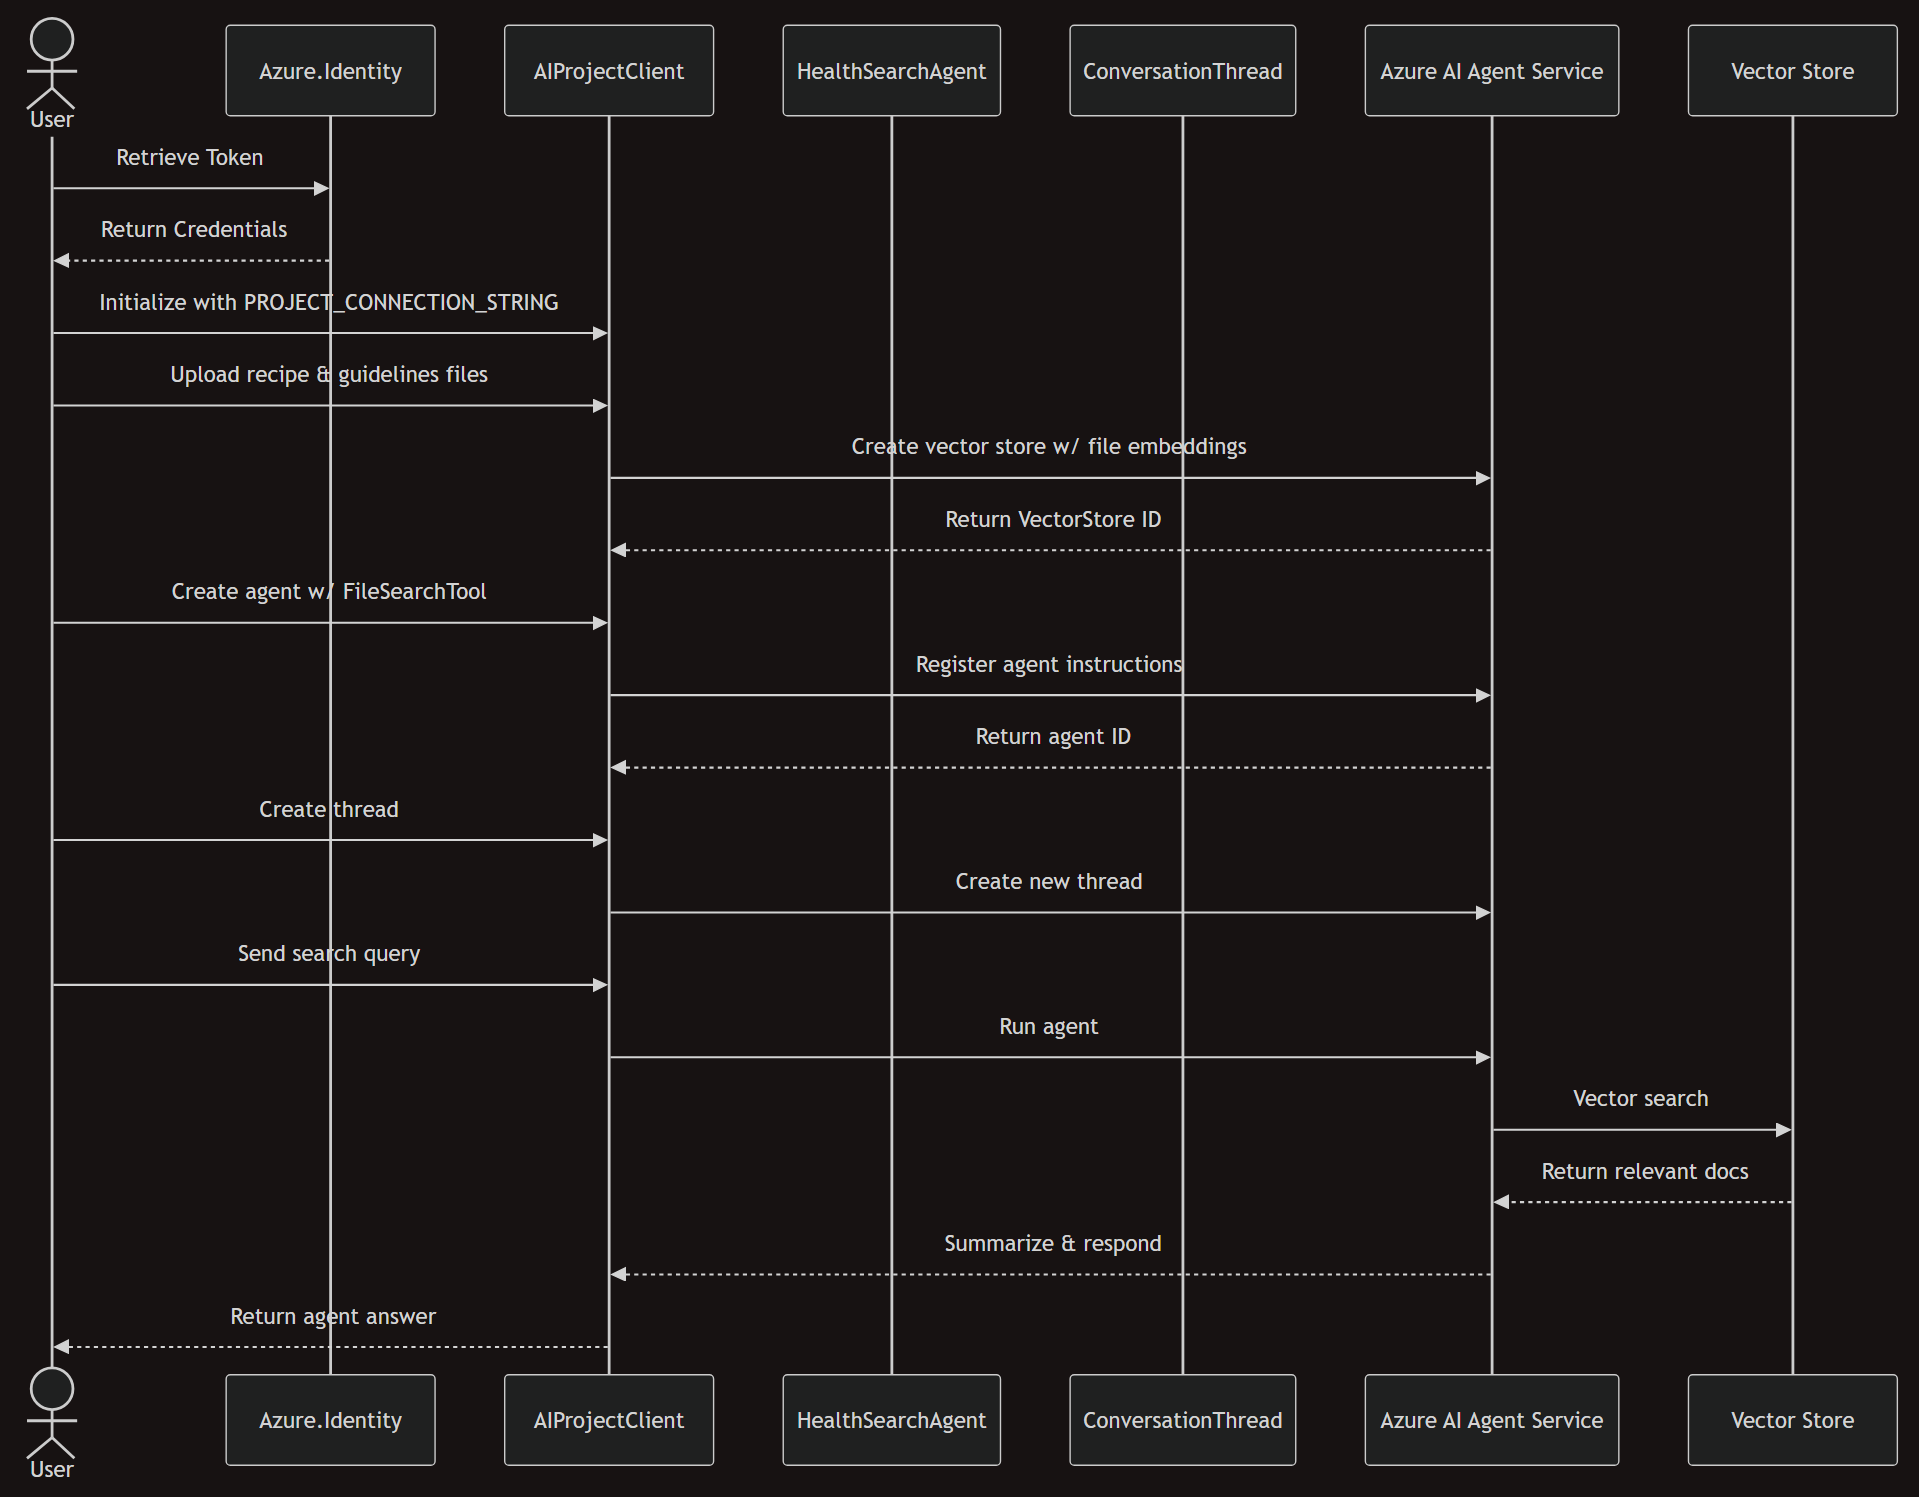 User
Azure.Identity
AIProjectClient
HealthSearchAgent
ConversationThread
Azure AI Agent Service
Vector Store
Retrieve Token
Return Credentials
Initialize with PROJECT_CONNECTION_STRING
Upload recipe & guidelines files
Create vector store w/ file embeddings
Return VectorStore ID
Create agent w/ FileSearchTool
Register agent instructions
Return agent ID
Create thread
Create new thread
Send search query
Run agent
Vector search
Return relevant docs
Summarize & respond
Return agent answer
User
Azure.Identity
AIProjectClient
HealthSearchAgent
ConversationThread
Azure AI Agent Service
Vector Store